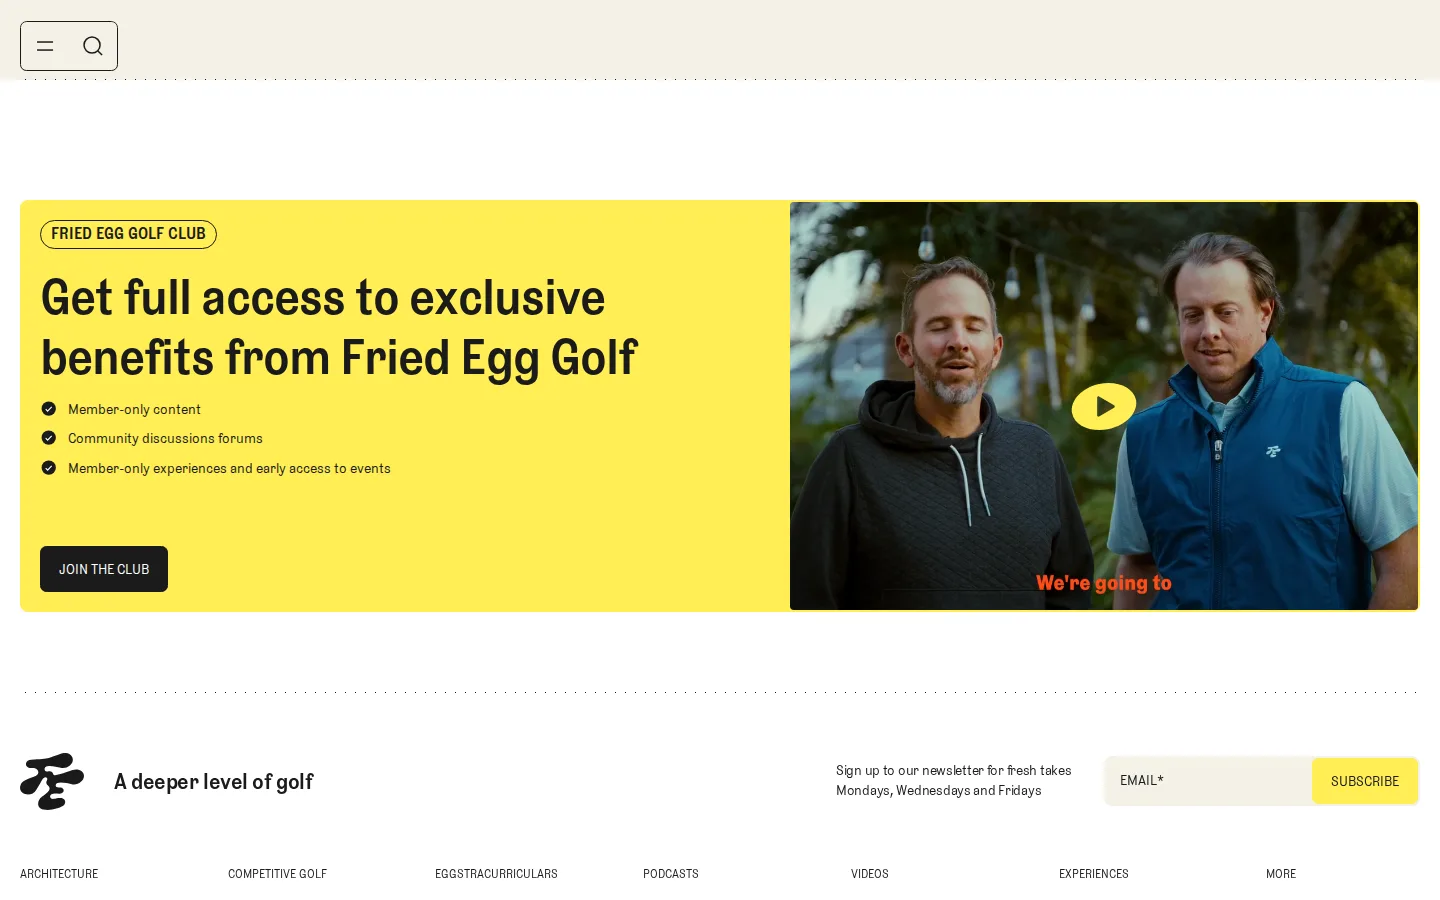 FRIED EGG GOLF CLUB
Get full access to exclusive
benefits from Fried Egg Golf
Member-only content
Community discussions forums
Member-only experiences and early access to events
JOIN THE CLUB
We're going to
A deeper level of golf
Sign up to our newsletter for fresh takes
Mondays, Wednesdays and Fridays
EMAIL*
SUBSCRIBE
ARCHITECTURE
COMPETITIVE GOLF
EGGSTRACURRICULARS
PODCASTS
VIDEOS
EXPERIENCES
MORE